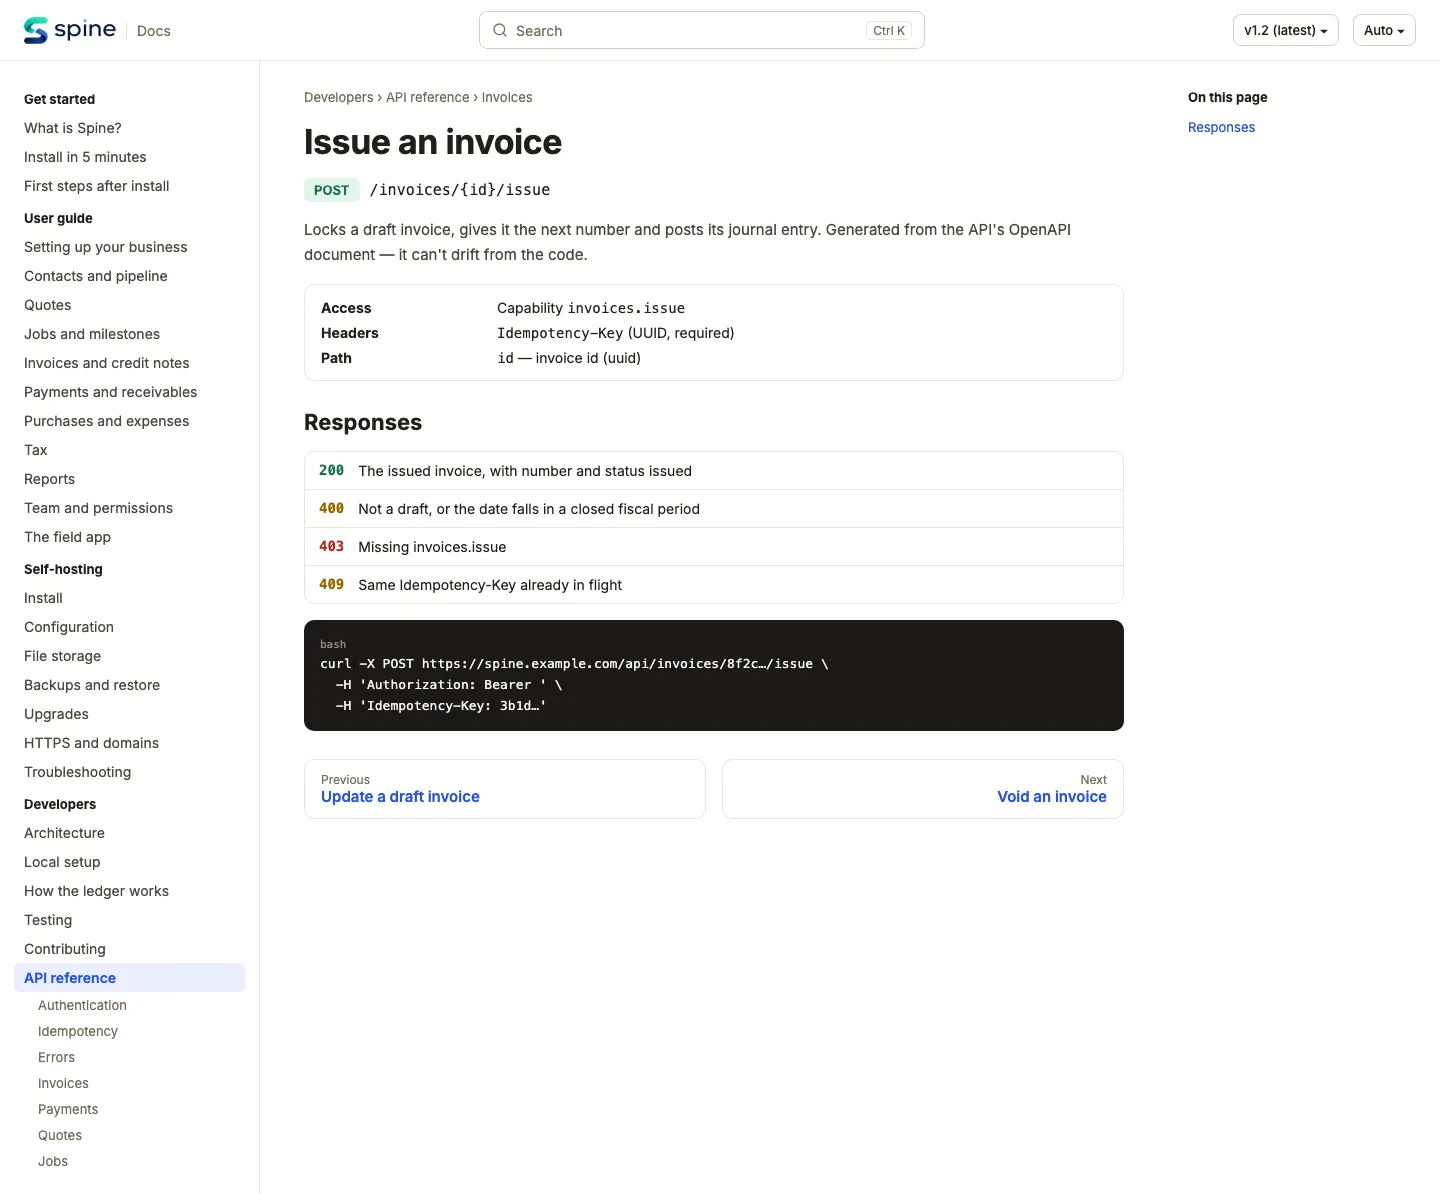 spine Docs
Search Ctrl K
v1.2 (latest)
Auto
Get started
What is Spine?
Install in 5 minutes
First steps after install
User guide
Setting up your business
Contacts and pipeline
Quotes
Jobs and milestones
Invoices and credit notes
Payments and receivables
Purchases and expenses
Tax
Reports
Team and permissions
The field app
Self-hosting
Install
Configuration
File storage
Backups and restore
Upgrades
HTTPS and domains
Troubleshooting
Developers
Architecture
Local setup
How the ledger works
Testing
Contributing
API reference
Authentication
Idempotency
Errors
Invoices
Payments
Quotes
Jobs
Developers › API reference › Invoices
Issue an invoice
POST /invoices/{id}/issue
Locks a draft invoice, gives it the next number and posts its journal entry. Generated from the API's OpenAPI
document — it can't drift from the code.
Access Capability invoices.issue
Headers Idempotency-Key (UUID, required)
Path id — invoice id (uuid)
Responses
200 The issued invoice, with number and status issued
400 Not a draft, or the date falls in a closed fiscal period
403 Missing invoices.issue
409 Same Idempotency-Key already in flight
bash
curl -X POST https://spine.example.com/api/invoices/8f2c…/issue \
  -H 'Authorization: Bearer ' \
  -H 'Idempotency-Key: 3b1d…'
Previous
Update a draft invoice
Next
Void an invoice
On this page
Responses